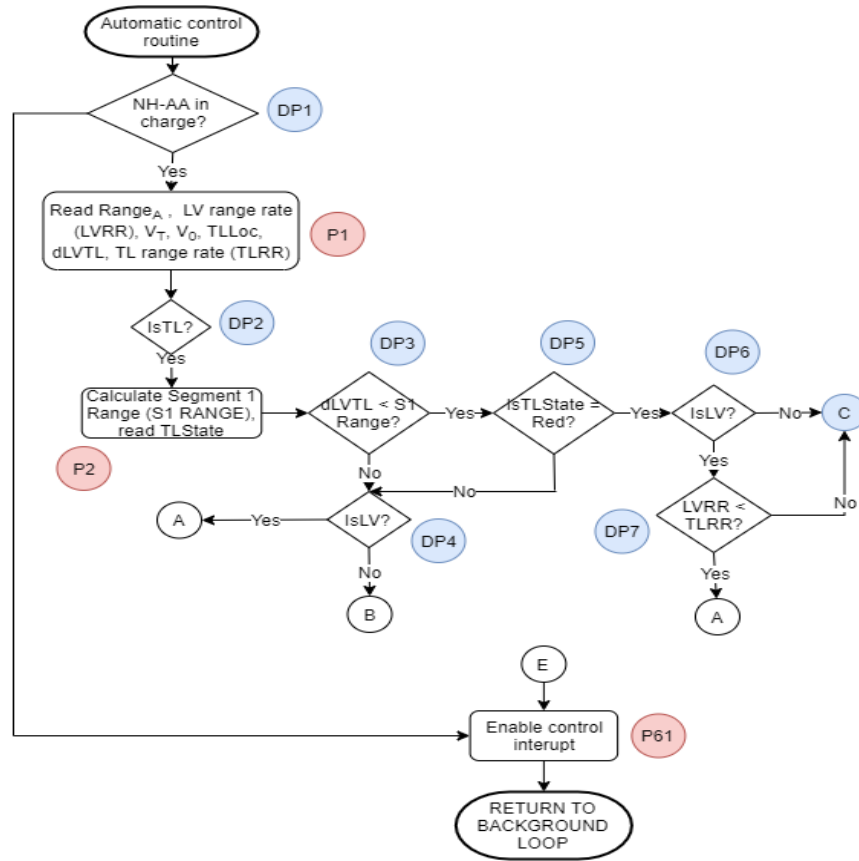 Automatic control
routine
NH-AA in
charge?
DP1
Yes
Read RangeA , LV range rate
(LVRR), VT, V0, TLLoc,
dLVTL, TL range rate (TLRR)
P1
IsTL?
DP2
Yes
DP3
DP5
DP6
Calculate Segment 1
Range (S1 RANGE),
read TLState
dLVTL < S1
Range?
Yes
IsTLState =
Red?
Yes
IsLV?
No
C
P2
No
No
Yes
A
Yes
IsLV?
DP4
DP7
LVRR <
TLRR?
No
No
Yes
B
A
E
Enable control
interupt
P61
RETURN TO
BACKGROUND
LOOP